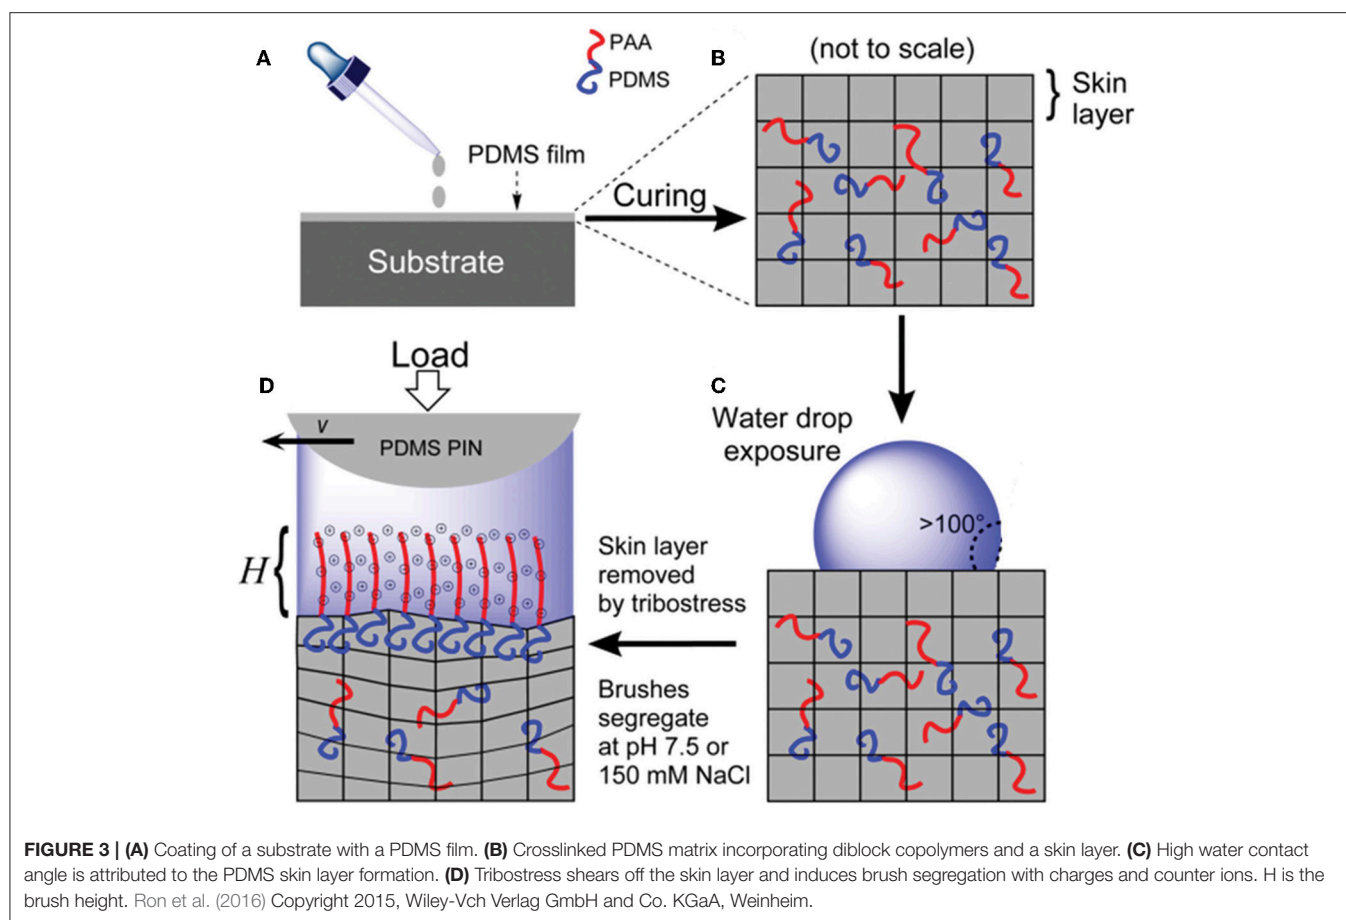 A
PAA
PDMS
PDMS film
Substrate
Curing
B
(not to scale)
Skin
layer
C
Water drop
exposure
>100°
Skin layer
removed
by tribostress
Brushes
segregate
at pH 7.5 or
150 mM NaCl
D
Load
v
PDMS PIN
H
FIGURE 3 | (A) Coating of a substrate with a PDMS film. (B) Crosslinked PDMS matrix incorporating diblock copolymers and a skin layer. (C) High water contact
angle is attributed to the PDMS skin layer formation. (D) Tribostress shears off the skin layer and induces brush segregation with charges and counter ions. H is the
brush height. Ron et al. (2016) Copyright 2015, Wiley-Vch Verlag GmbH and Co. KGaA, Weinheim.